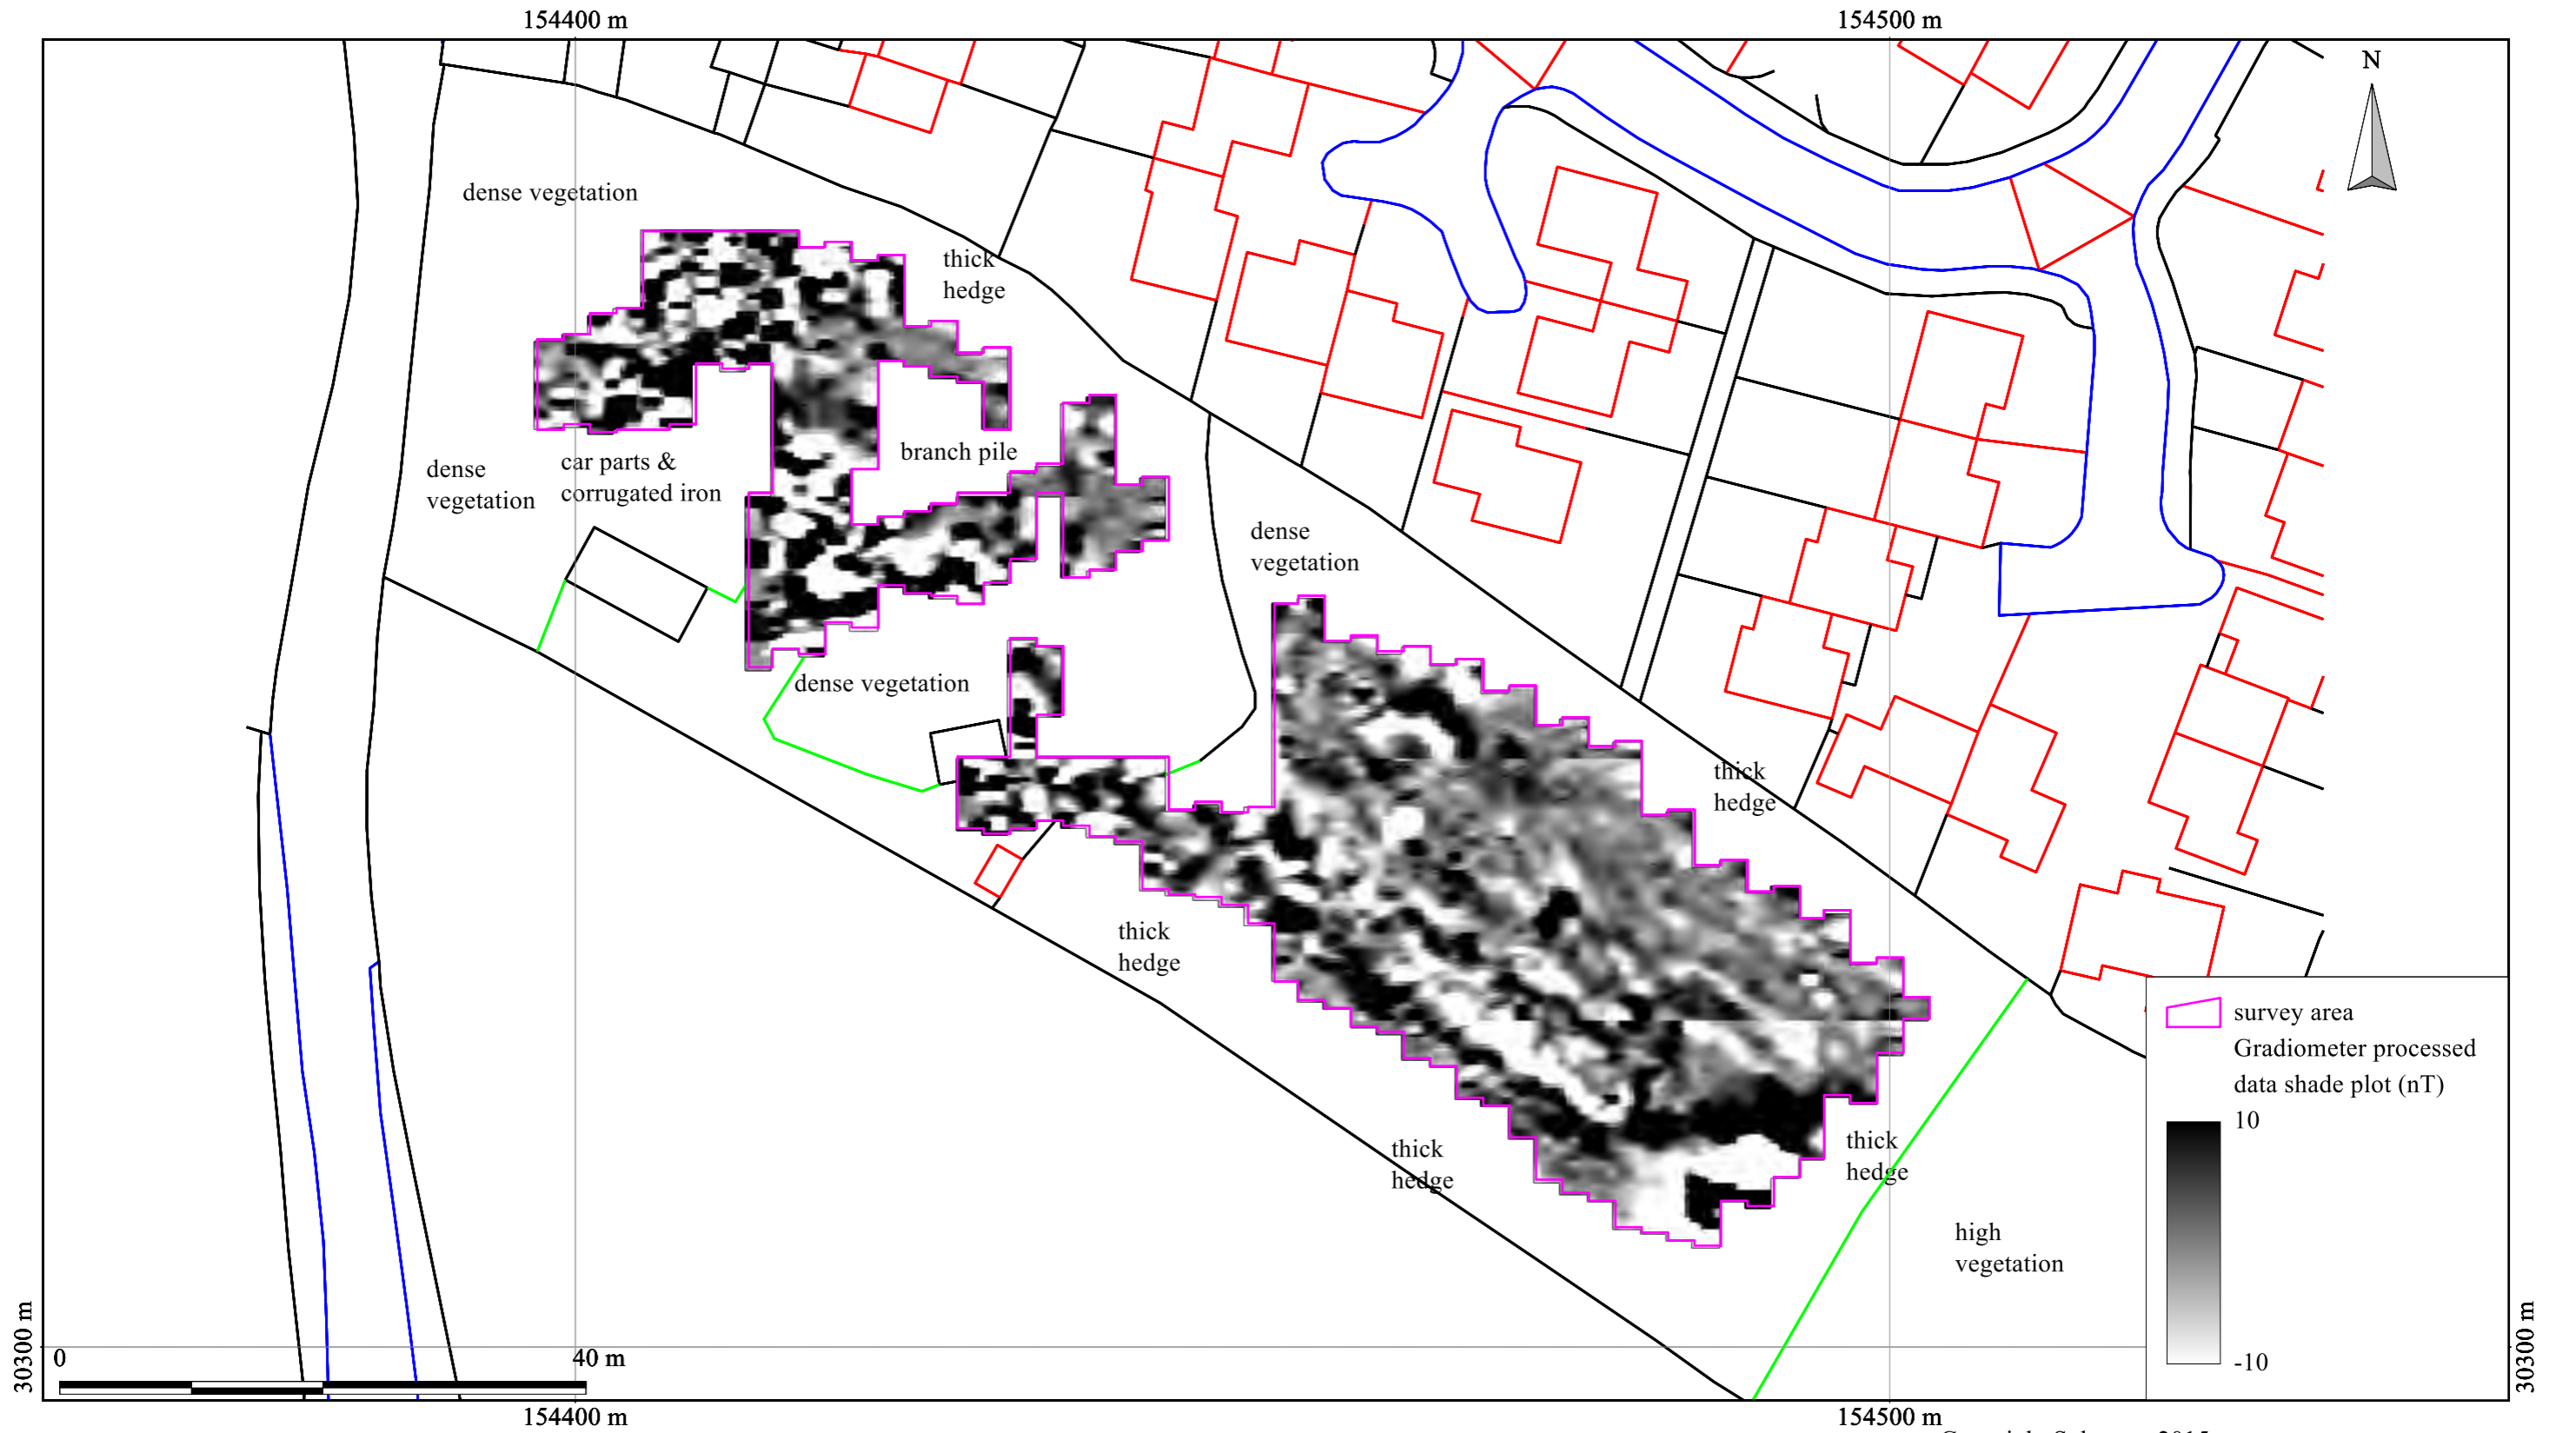 154400 m
154500 m
N
dense vegetation
thick
hedge
branch pile
car parts &
corrugated iron
dense
vegetation
dense
vegetation
dense vegetation
thick
hedge
thick
hedge
thick
hedge
thick
hedge
high
vegetation
survey area
Gradiometer processed
data shade plot (nT)
10
-10
30300 m
30300 m
0
40 m
154400 m
154500 m